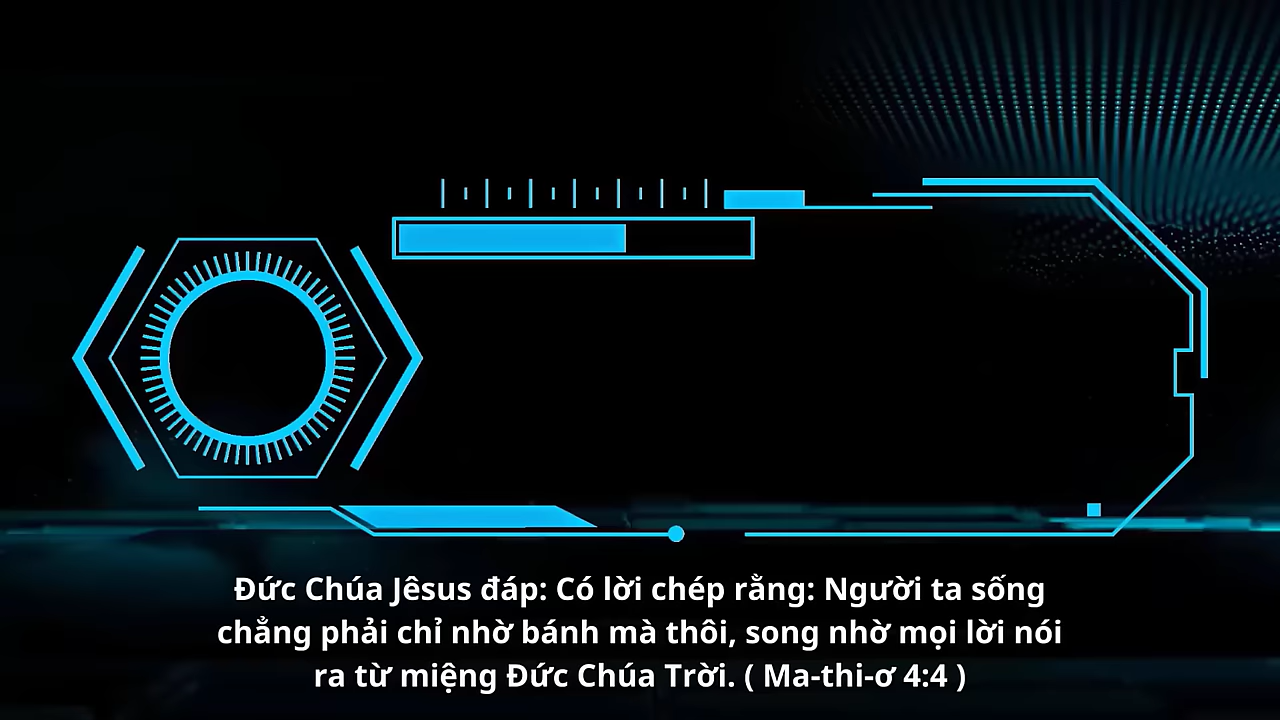 Đức Chúa Jêsus đáp: Có lời chép rằng: Người ta sống
chẳng phải chỉ nhờ bánh mà thôi, song nhờ mọi lời nói
ra từ miệng Đức Chúa Trời. ( Ma-thi-ơ 4:4 )